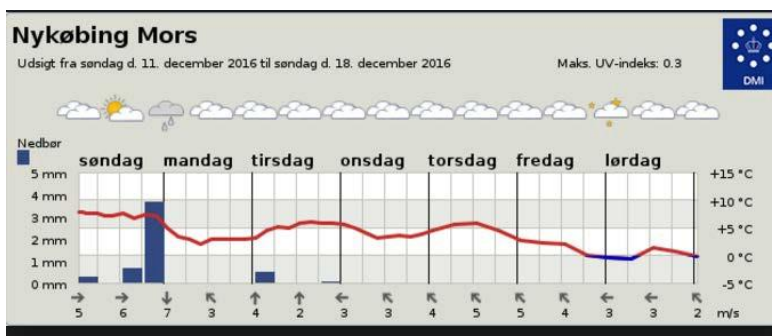 Nykøbing Mors
Udsigt fra søndag d. 11. december 2016 til søndag d. 18. december 2016 Maks. UV-indeks: 0.3
DMI
Nedbør
søndag mandag tirsdag onsdag torsdag fredag lørdag
5 mm +15 °C
4 mm +10 °C
3 mm +5 °C
2 mm 0 °C
1 mm -5 °C
0 mm
5 6 7 3 4 2 3 3 4 5 5 4 3 3 2 m/s